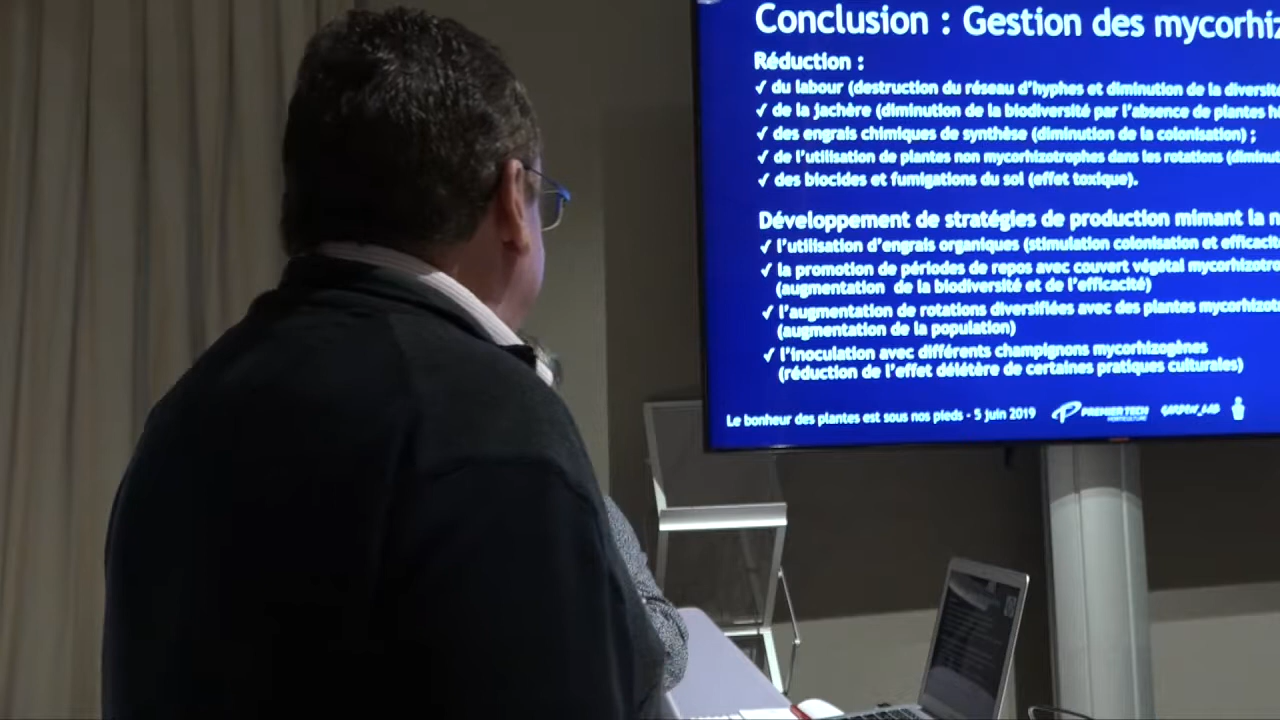 Conclusion : Gestion des mycorhiz
Réduction :
✓ du labour (destruction du réseau d'hyphes et diminution de la diversité
✓ de la jachère (diminution de la biodiversité par l'absence de plantes h
✓ des engrais chimiques de synthèse (diminution de la colonisation) ;
✓ de l'utilisation de plantes non mycorhizotrophes dans les rotations (diminut
✓ des biocides et fumigations du sol (effet toxique).
Développement de stratégies de production mimant la n
✓ l'utilisation d'engrais organiques (stimulation colonisation et efficacit
✓ la promotion de périodes de repos avec couvert végétal mycorhizotro
(augmentation de la biodiversité et de l'efficacité)
✓ l'augmentation de rotations diversifiées avec des plantes mycorhizot
(augmentation de la population)
✓ l'inoculation avec différents champignons mycorhizogènes
(réduction de l'effet délétère de certaines pratiques culturales)
Le bonheur des plantes est sous nos pieds - 5 juin 2019 PREMIER TECH
HORTICULTURE